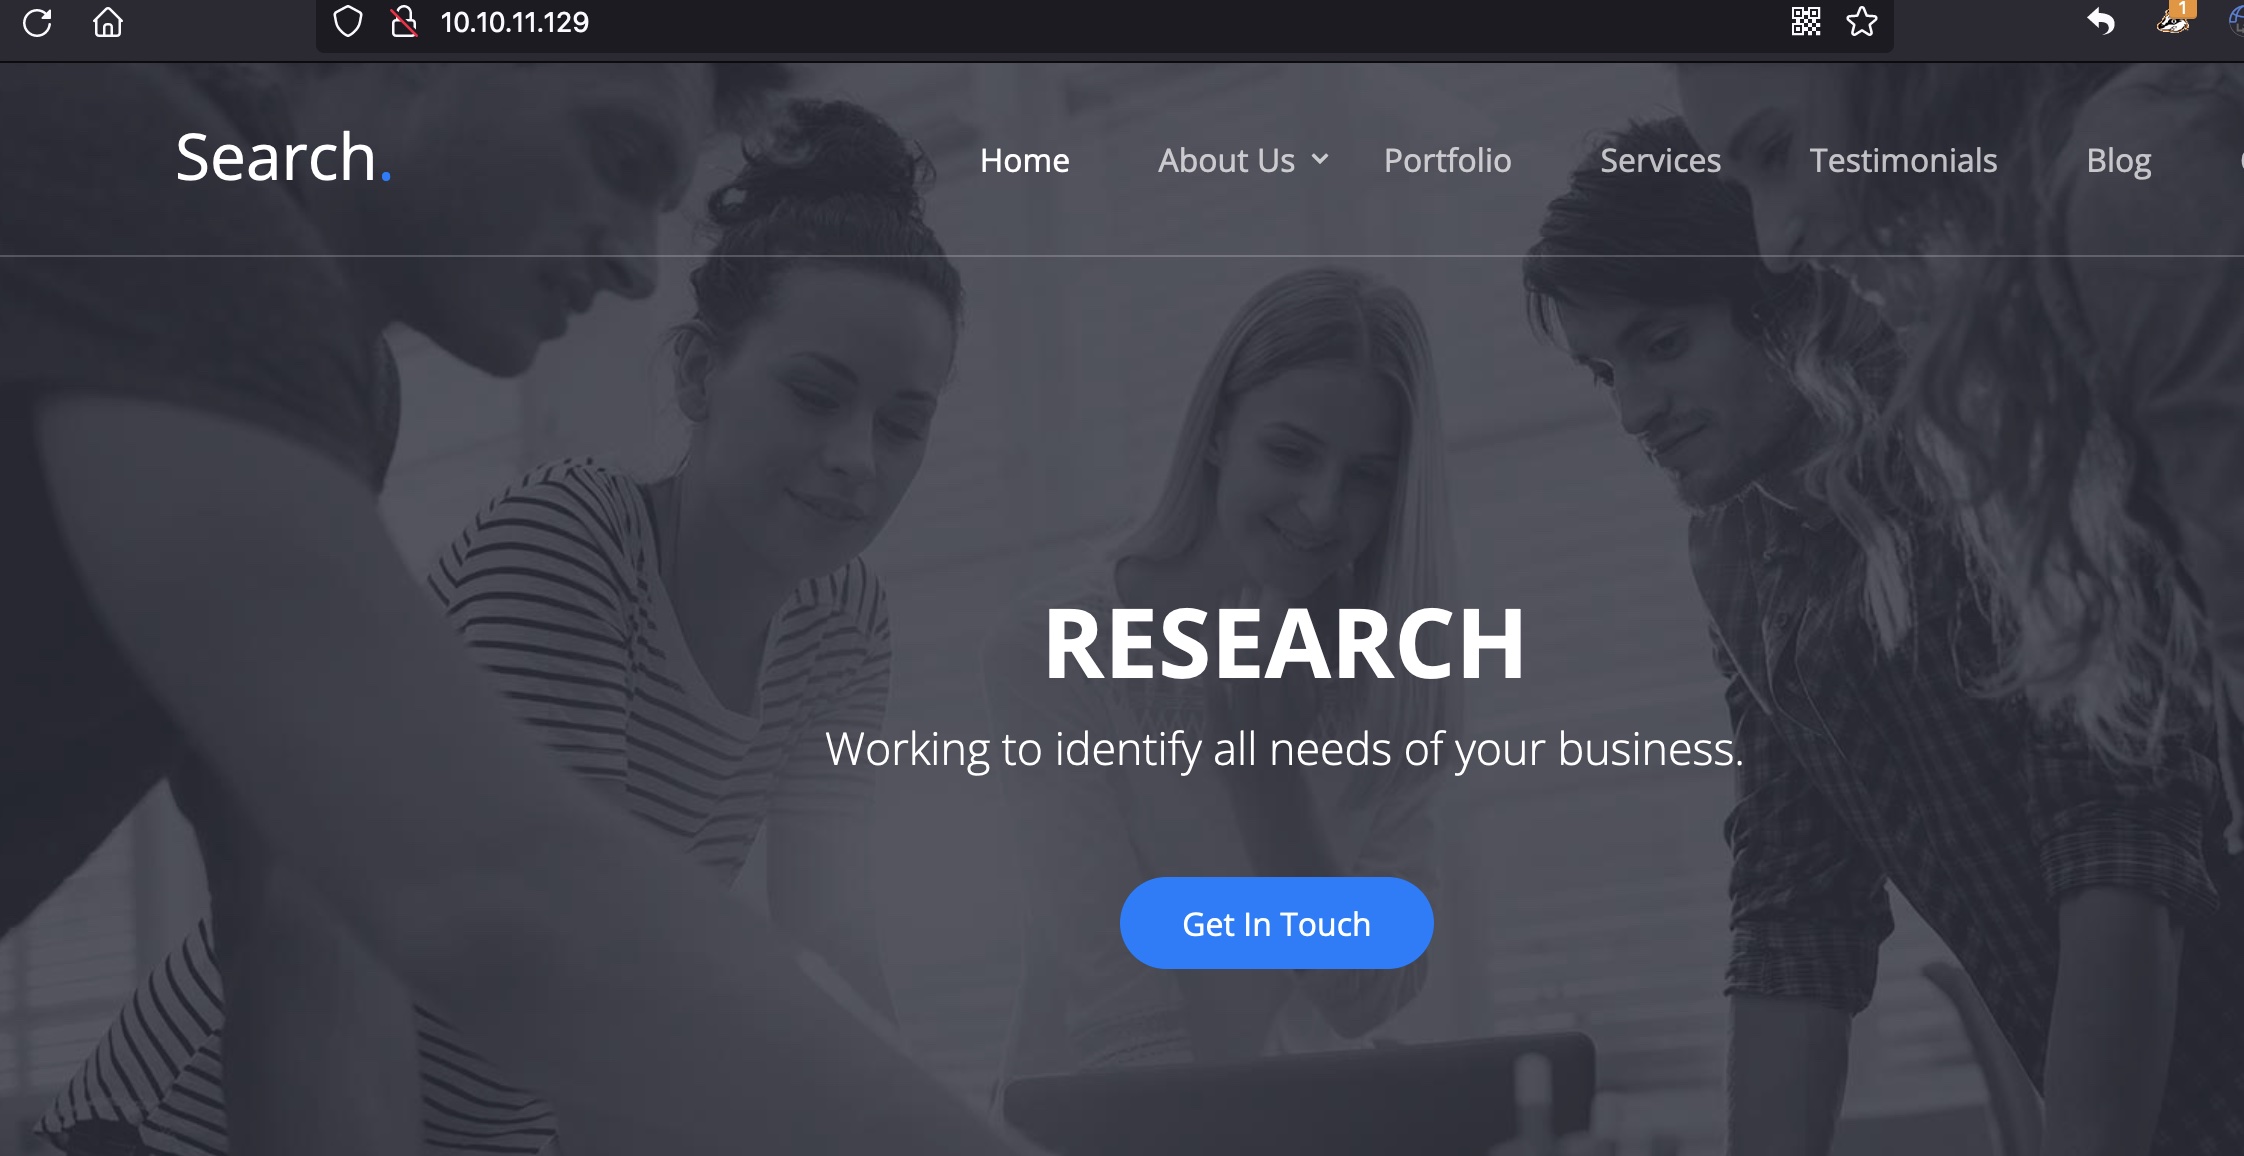 10.10.11.129
1
Search.
Home About Us Portfolio Services Testimonials Blog
RESEARCH
Working to identify all needs of your business.
Get In Touch